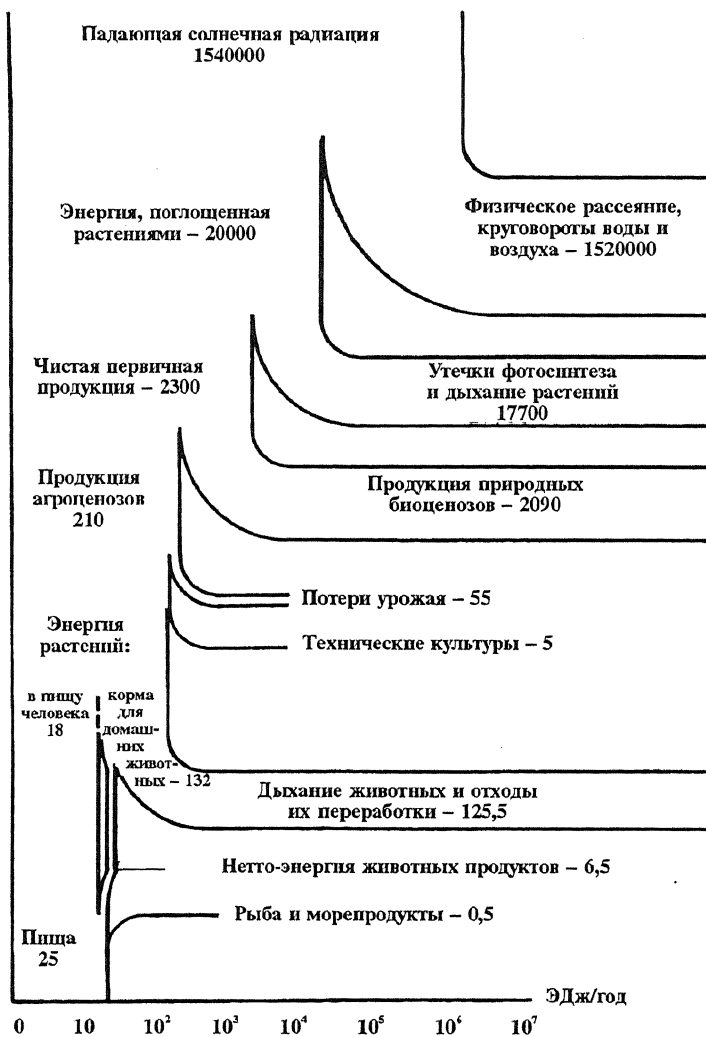 Падающая солнечная радиация
1540000
Энергия, поглощенная
растениями – 20000
Физическое рассеяние,
круговороты воды и
воздуха – 1520000
Чистая первичная
продукция – 2300
Утечки фотосинтеза
и дыхание растений
17700
Продукция
агроценозов
210
Продукция природных
биоценозов – 2090
Потери урожая – 55
Энергия
растений:
Технические культуры – 5
в пищу
человека
18
корма
для
домаш-
них
живот-
ных – 132
Дыхание животных и отходы
их переработки – 125,5
Нетто-энергия животных продуктов – 6,5
Рыба и морепродукты – 0,5
Пища
25
ЭДж/год
0 10 10² 10³ 10⁴ 10⁵ 10⁶ 10⁷